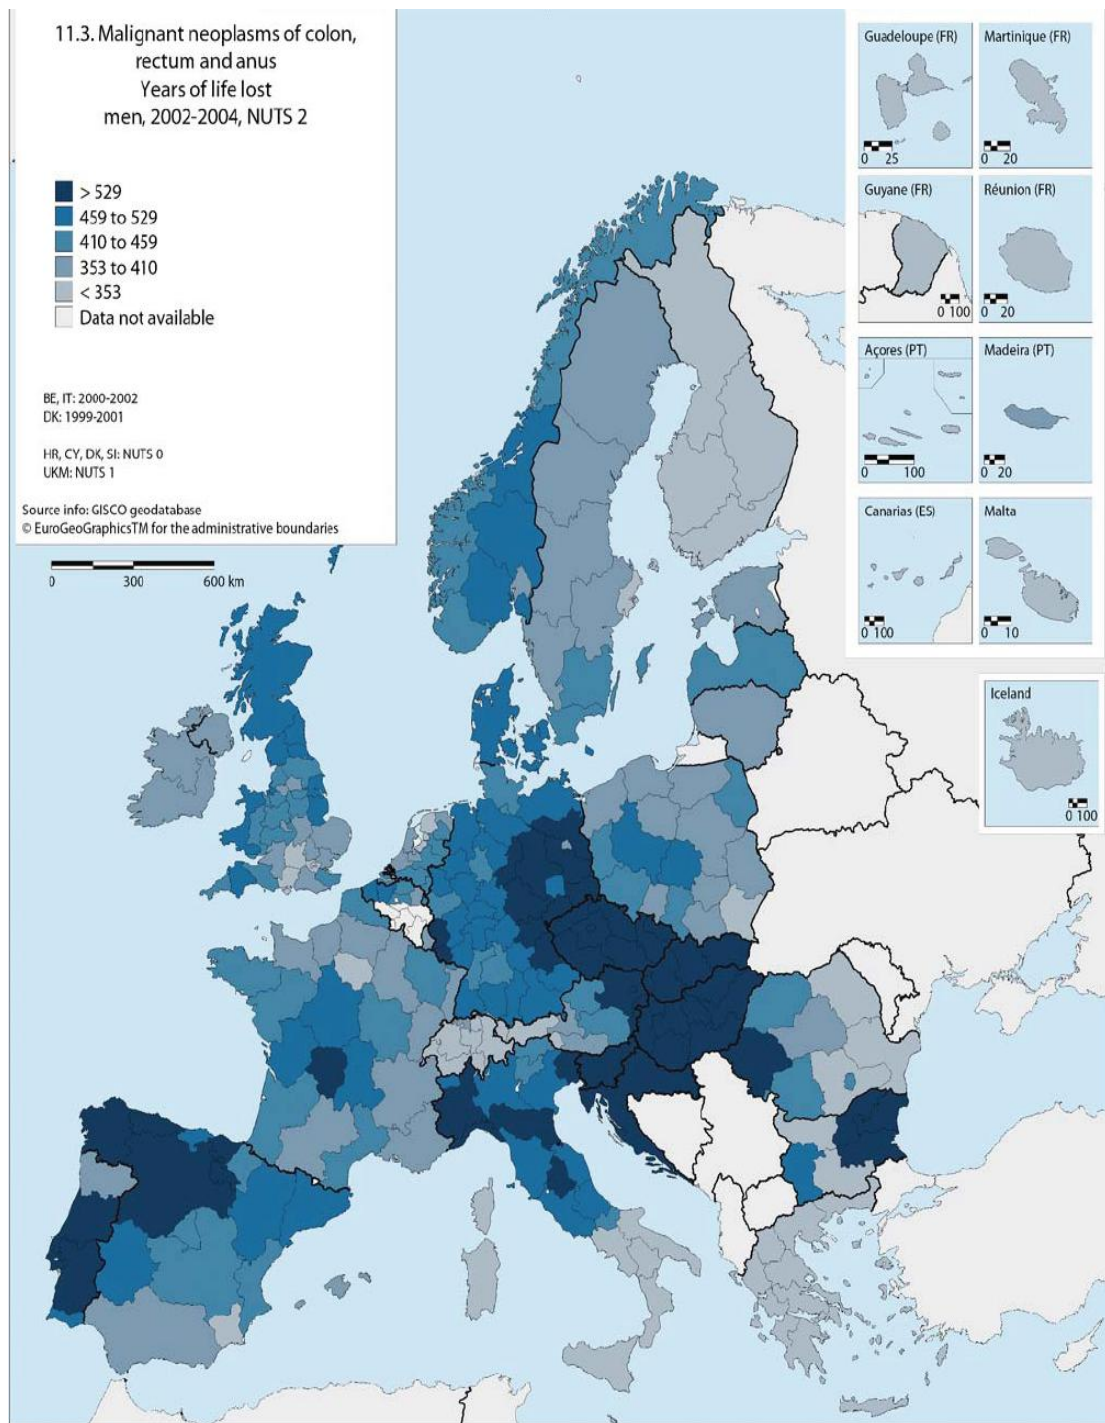 11.3. Malignant neoplasms of colon,
rectum and anus
Years of life lost
men, 2002-2004, NUTS 2
> 529
459 to 529
410 to 459
353 to 410
< 353
Data not available
BE, IT: 2000-2002
DK: 1999-2001
HR, CY, DK, SI: NUTS 0
UKM: NUTS 1
Source info: GISCO geodatabase
© EuroGeoGraphicsTM for the administrative boundaries
0 300 600 km
Guadeloupe (FR)
0 25
Martinique (FR)
0 20
Guyane (FR)
0 100
Réunion (FR)
0 20
Açores (PT)
0 100
Madeira (PT)
0 20
Canarias (ES)
0 100
Malta
0 10
Iceland
0 100